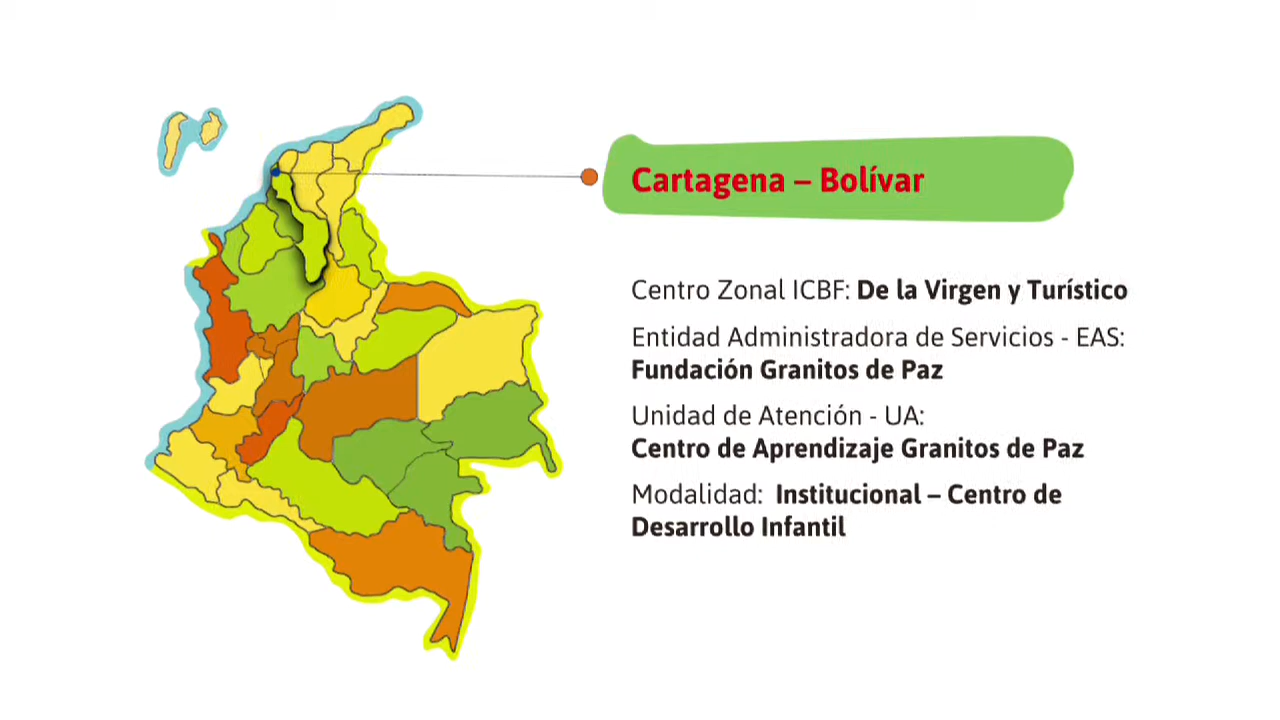 Cartagena – Bolívar
Centro Zonal ICBF: De la Virgen y Turístico
Entidad Administradora de Servicios - EAS:
Fundación Granitos de Paz
Unidad de Atención - UA:
Centro de Aprendizaje Granitos de Paz
Modalidad: Institucional – Centro de
Desarrollo Infantil